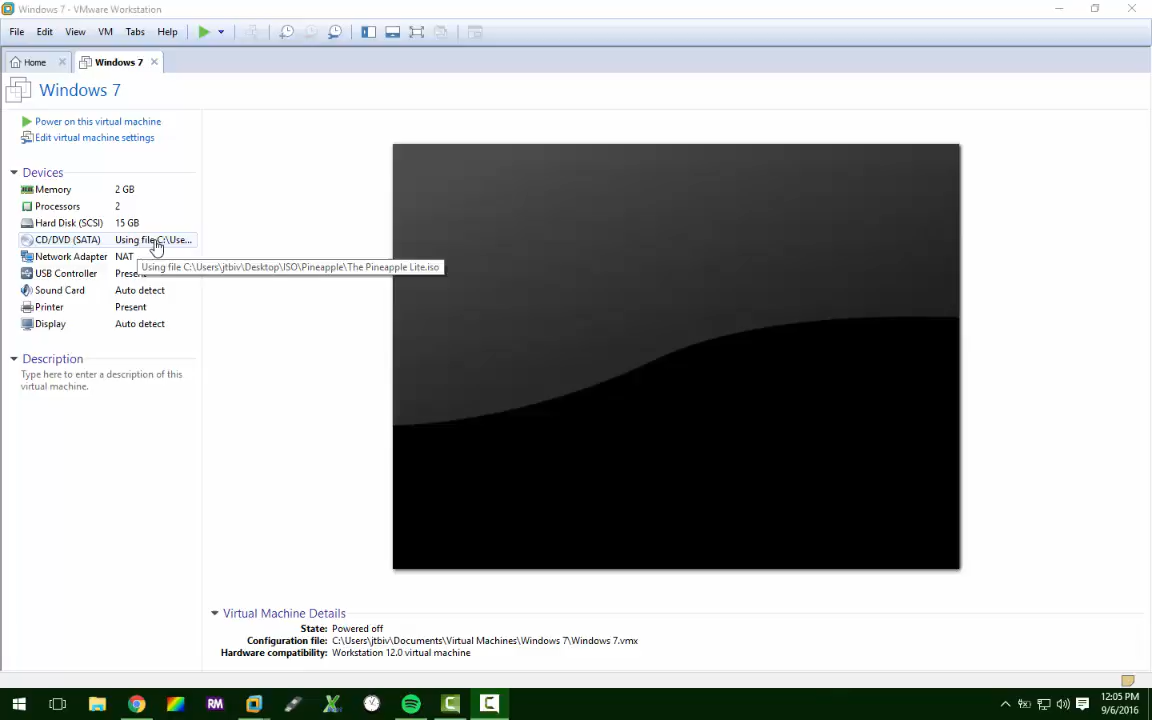 Windows 7 - VMware Workstation
File Edit View VM Tabs Help
Home Windows 7
Windows 7
Power on this virtual machine
Edit virtual machine settings
Devices
Memory 2 GB
Processors 2
Hard Disk (SCSI) 15 GB
CD/DVD (SATA) Using file C:\Use...
Network Adapter NAT
Using file C:\Users\jtbiv\Desktop\ISO\Pineapple\The Pineapple Lite.iso
USB Controller
Sound Card Auto detect
Printer Present
Display Auto detect
Description
Type here to enter a description of this
virtual machine.
Virtual Machine Details
State: Powered off
Configuration file: C:\Users\jtbiv\Documents\Virtual Machines\Windows 7\Windows 7.vmx
Hardware compatibility: Workstation 12.0 virtual machine
RM
12:05 PM
9/6/2016